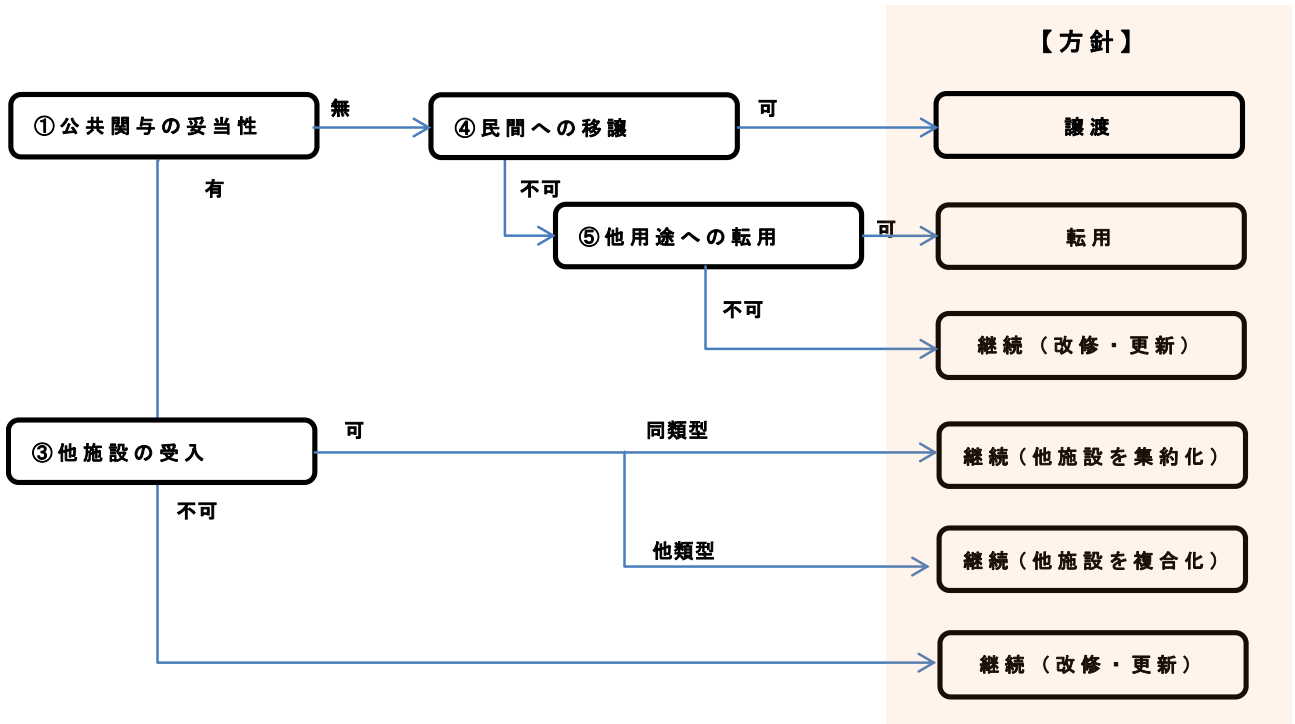 【方針】
①公共関与の妥当性
無
④民間への移譲
可
譲渡
有
不可
⑤他用途への転用
可
転用
不可
継続（改修・更新）
③他施設の受入
可
同類型
継続（他施設を集約化）
不可
他類型
継続（他施設を複合化）
継続（改修・更新）